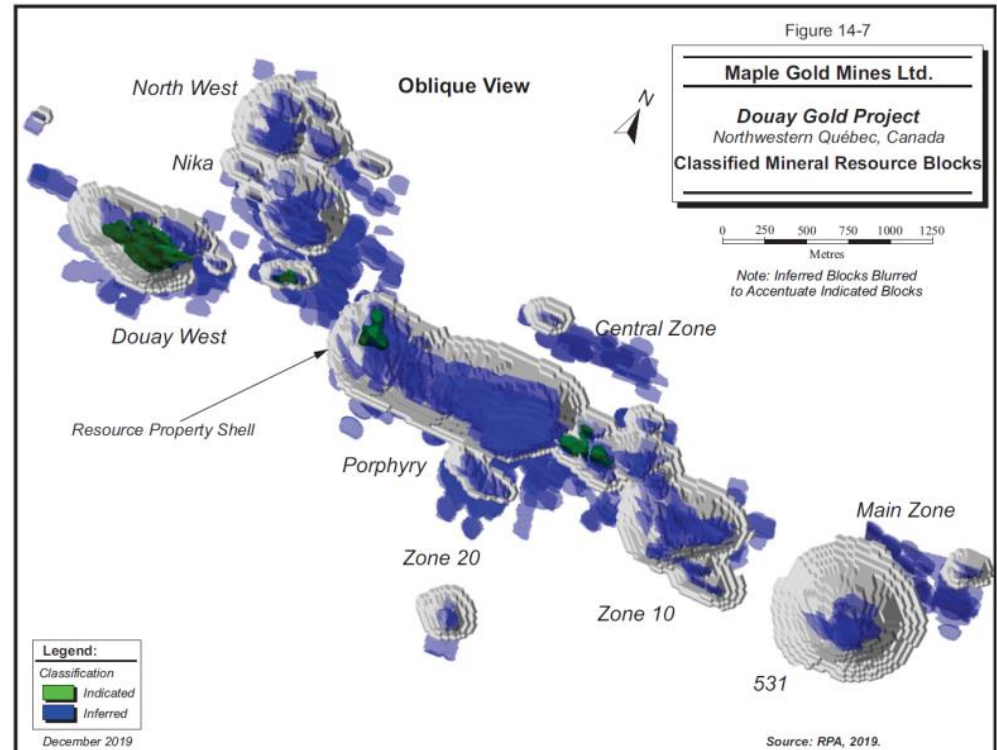 Figure 14-7
Maple Gold Mines Ltd.
Douay Gold Project
Northwestern Québec, Canada
Classified Mineral Resource Blocks
Oblique View
N
0 250 500 750 1000 1250
Metres
Note: Inferred Blocks Blurred
to Accentuate Indicated Blocks
North West
Nika
Douay West
Central Zone
Resource Property Shell
Porphyry
Main Zone
Zone 20
Zone 10
531
Legend:
Classification
Indicated
Inferred
December 2019
Source: RPA, 2019.